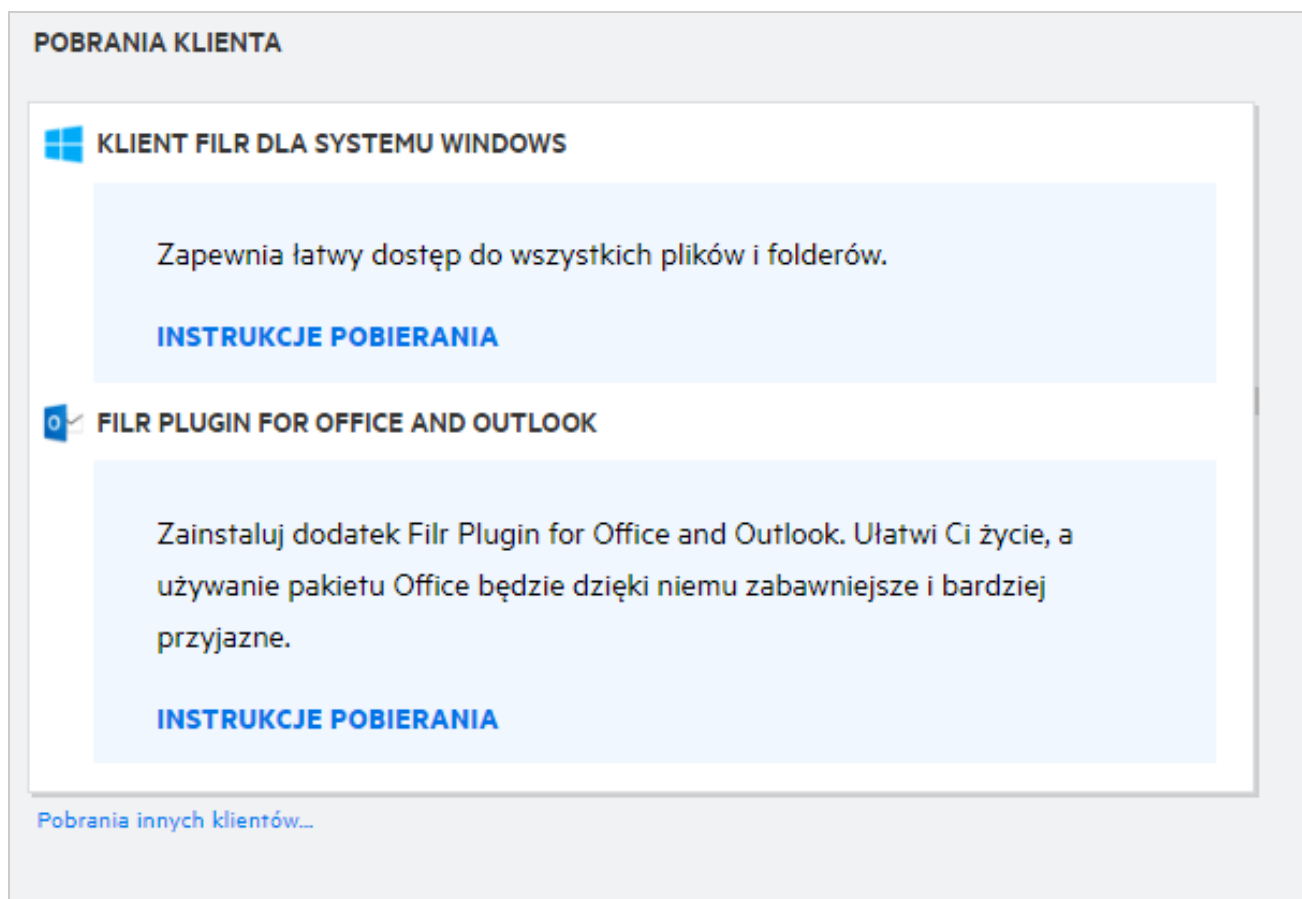 POBRANIA KLIENTA
KLIENT FILR DLA SYSTEMU WINDOWS
Zapewnia łatwy dostęp do wszystkich plików i folderów.
INSTRUKCJE POBIERANIA
FILR PLUGIN FOR OFFICE AND OUTLOOK
Zainstaluj dodatek Filr Plugin for Office and Outlook. Ułatwi Ci życie, a
używanie pakietu Office będzie dzięki niemu zabawniejsze i bardziej
przyjazne.
INSTRUKCJE POBIERANIA
Pobrania innych klientów...